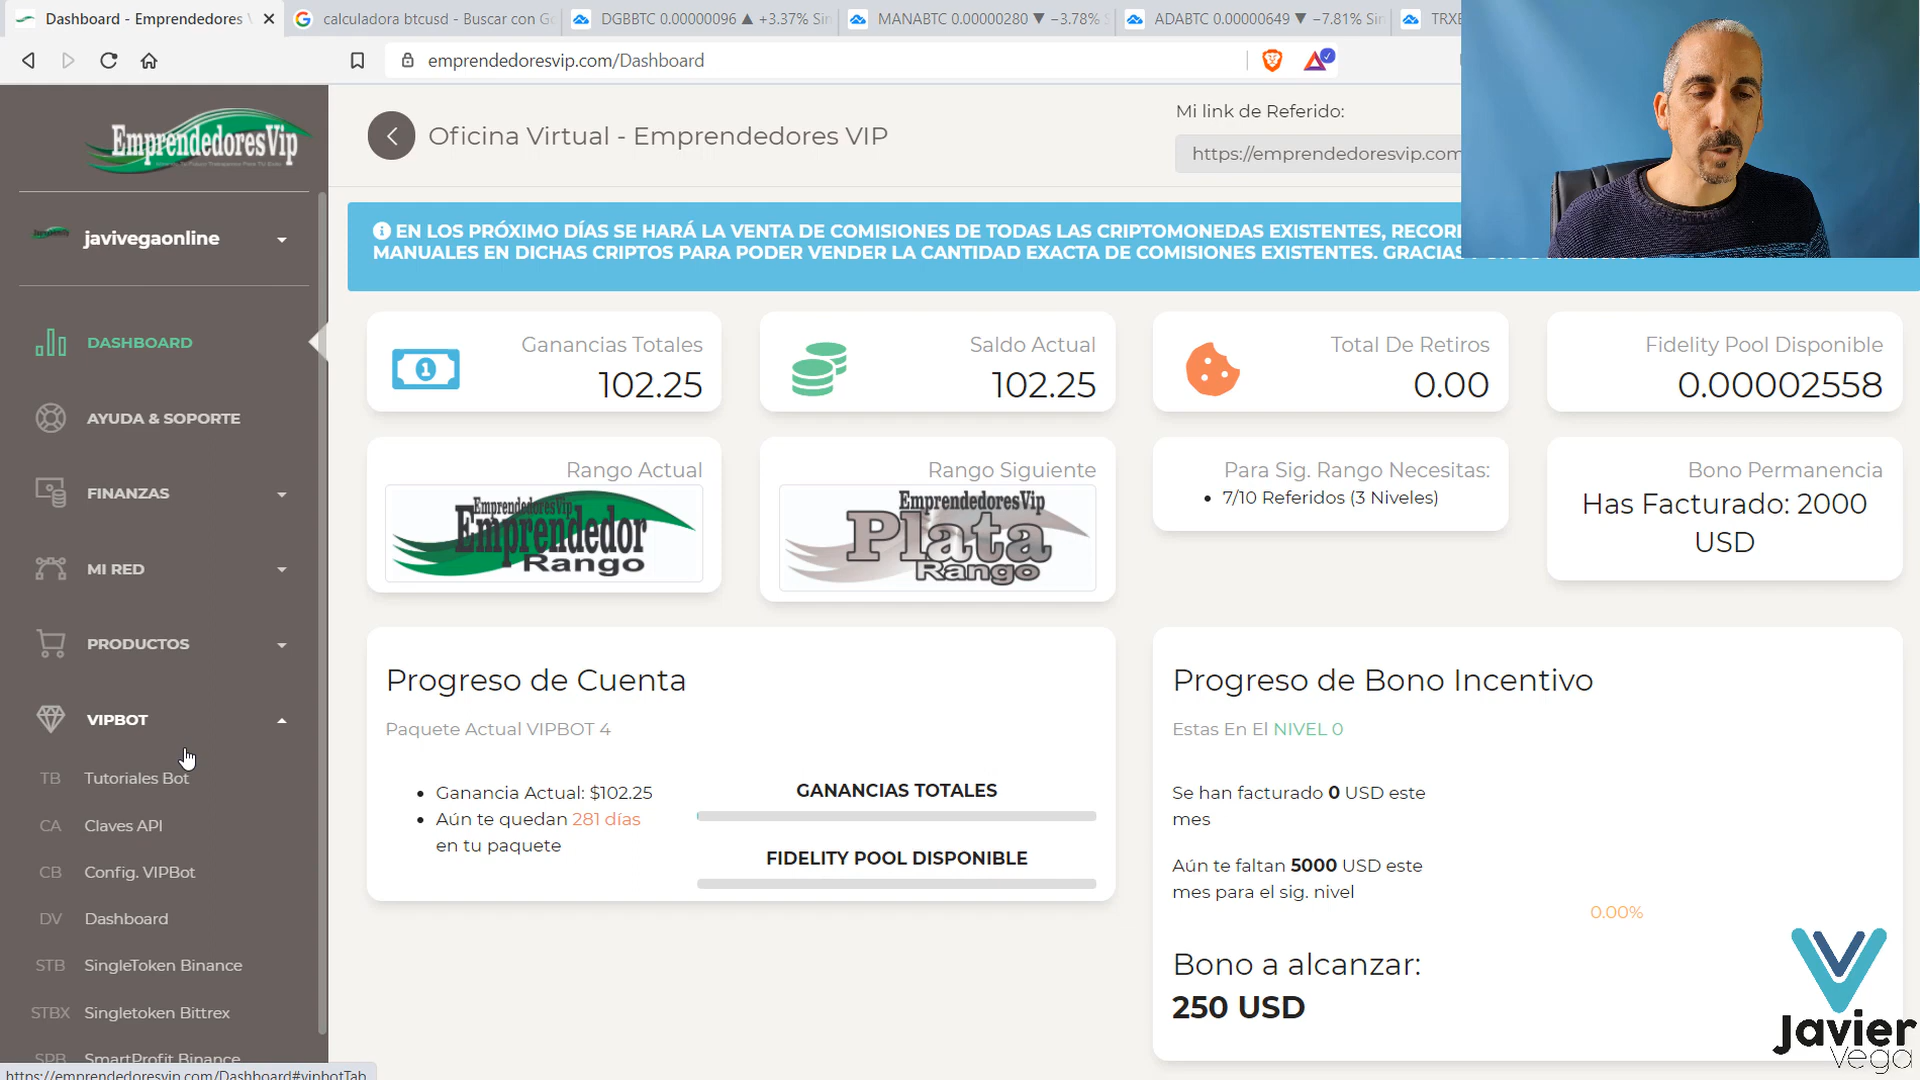 Dashboard - Emprendedores
calculadora btcusd - Buscar con Go
DGBBTC 0.00000096 ▲ +3.37% Sin
MANABTC 0.00000280 ▼ −3.78%
ADABTC 0.00000649 ▼ −7.81% Sin
TRXB
emprendedoresvip.com/Dashboard
EmprendedoresVip
javivegaonline
DASHBOARD
AYUDA & SOPORTE
FINANZAS
MI RED
PRODUCTOS
VIPBOT
TB Tutoriales Bot
CA Claves API
CB Config. VIPBot
DV Dashboard
STB SingleToken Binance
STBX Singletoken Bittrex
SPB SmartProfit Binance
https://emprendedoresvip.com/Dashboard#vipbotTab
Oficina Virtual - Emprendedores VIP
Mi link de Referido:
https://emprendedoresvip.com
EN LOS PRÓXIMO DÍAS SE HARÁ LA VENTA DE COMISIONES DE TODAS LAS CRIPTOMONEDAS EXISTENTES, RECOR
MANUALES EN DICHAS CRIPTOS PARA PODER VENDER LA CANTIDAD EXACTA DE COMISIONES EXISTENTES. GRACIAS
Ganancias Totales
102.25
Saldo Actual
102.25
Total De Retiros
0.00
Fidelity Pool Disponible
0.00002558
Rango Actual
EmprendedoresVip
Emprendedor
Rango
Rango Siguiente
EmprendedoresVip
Plata
Rango
Para Sig. Rango Necesitas:
• 7/10 Referidos (3 Niveles)
Bono Permanencia
Has Facturado: 2000
USD
Progreso de Cuenta
Paquete Actual VIPBOT 4
• Ganancia Actual: $102.25
• Aún te quedan 281 días
en tu paquete
GANANCIAS TOTALES
FIDELITY POOL DISPONIBLE
Progreso de Bono Incentivo
Estas En El NIVEL 0
Se han facturado 0 USD este
mes
Aún te faltan 5000 USD este
mes para el sig. nivel
0.00%
Bono a alcanzar:
250 USD
Javier
Vega